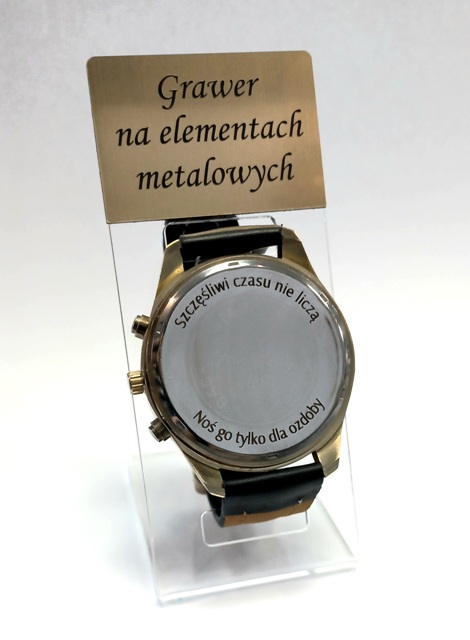 Grawer
na elementach
metalowych
Szczęśliwi czasu nie liczą
Noś go tylko dla ozdoby